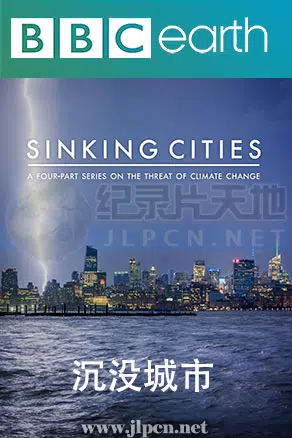 BBC earth
SINKING CITIES
A FOUR-PART SERIES ON THE THREAT OF CLIMATE CHANGE
纪录片天地
JLPCN.NET
沉没城市
www.jlpcn.net